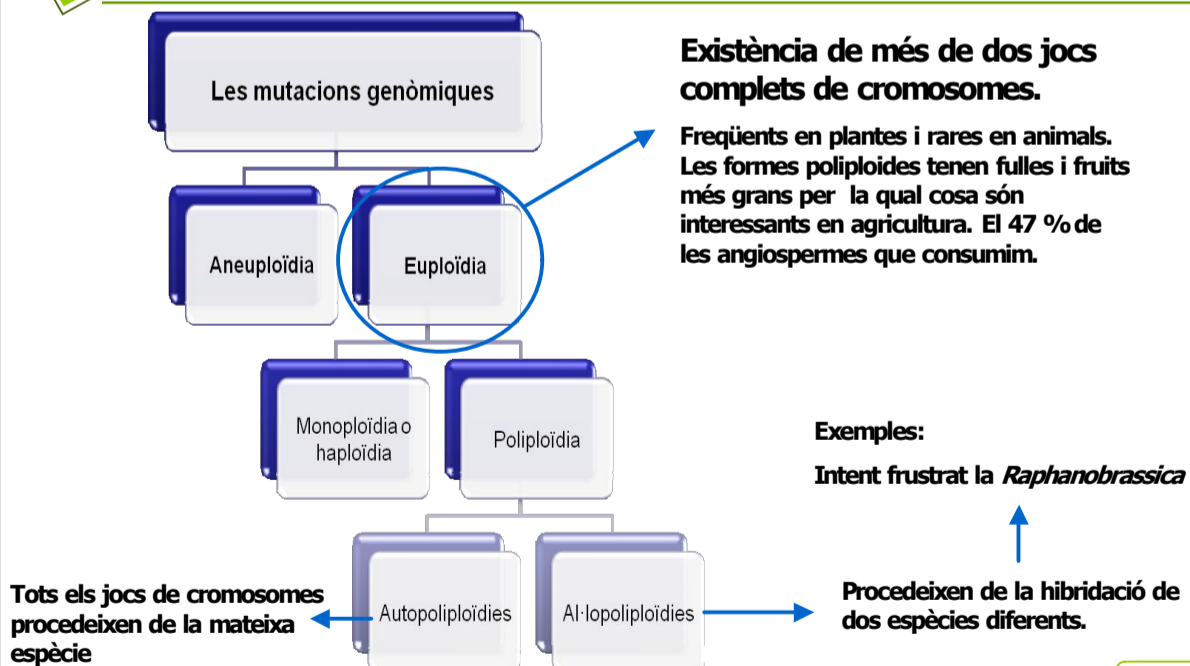 Les mutacions genòmiques
Existència de més de dos jocs
complets de cromosomes.
Freqüents en plantes i rares en animals.
Les formes poliploides tenen fulles i fruits
més grans per la qual cosa són
interessants en agricultura. El 47 % de
les angiospermes que consumim.
Aneuploïdia
Euploïdia
Monoploïdia o
haploïdia
Poliploïdia
Exemples:
Intent frustrat la Raphanobrassica
Tots els jocs de cromosomes
procedeixen de la mateixa
espècie
Autopoliploïdies
Al·lopoliploïdies
Procedeixen de la hibridació de
dos espècies diferents.